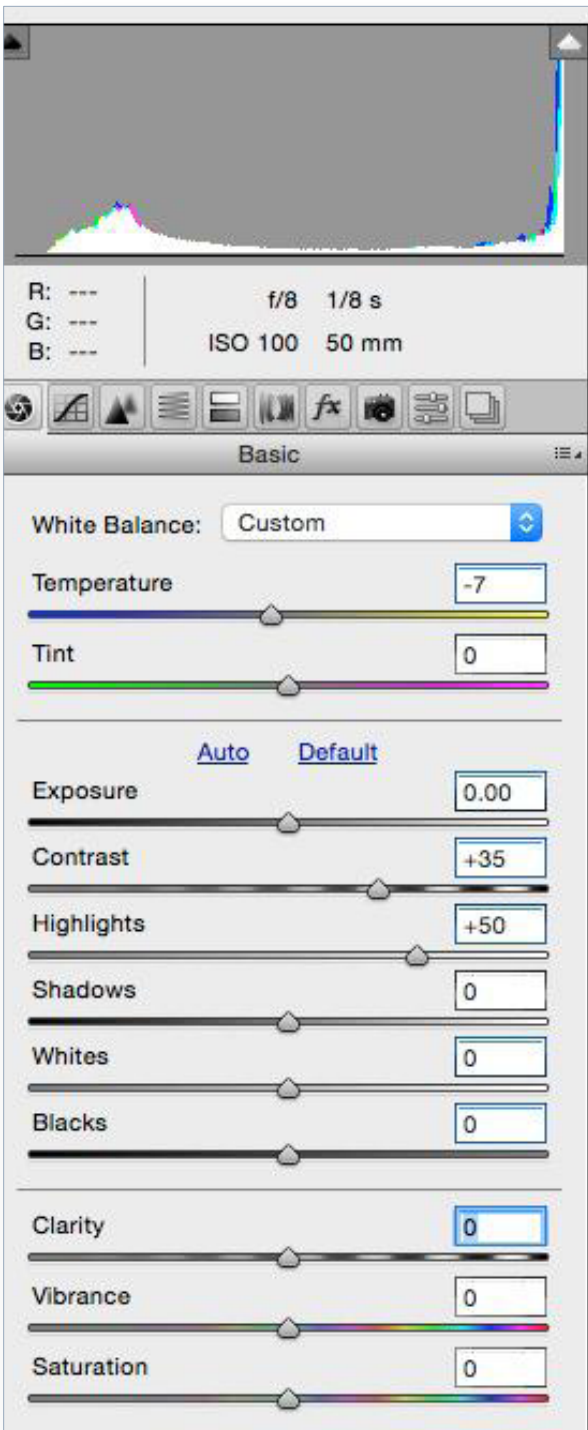 R: ---
G: ---
B: ---
f/8 1/8 s
ISO 100 50 mm
fx
Basic
White Balance: Custom
Temperature -7
Tint 0
Auto Default
Exposure 0.00
Contrast +35
Highlights +50
Shadows 0
Whites 0
Blacks 0
Clarity 0
Vibrance 0
Saturation 0